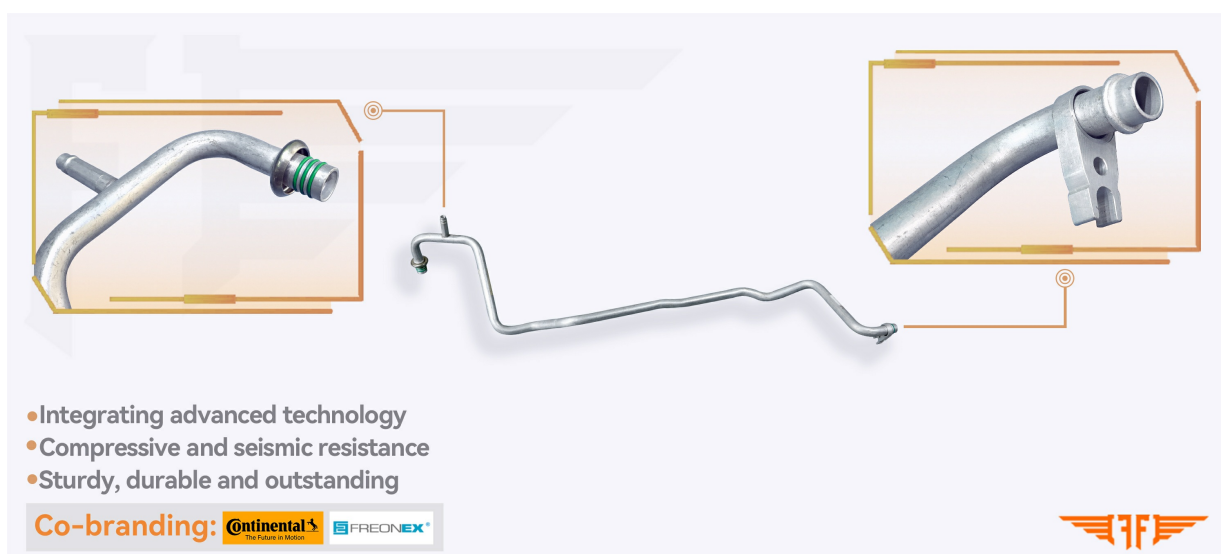 Integrating advanced technology
Compressive and seismic resistance
Sturdy, durable and outstanding
Co-branding: Continental The Future in Motion FREONEX®